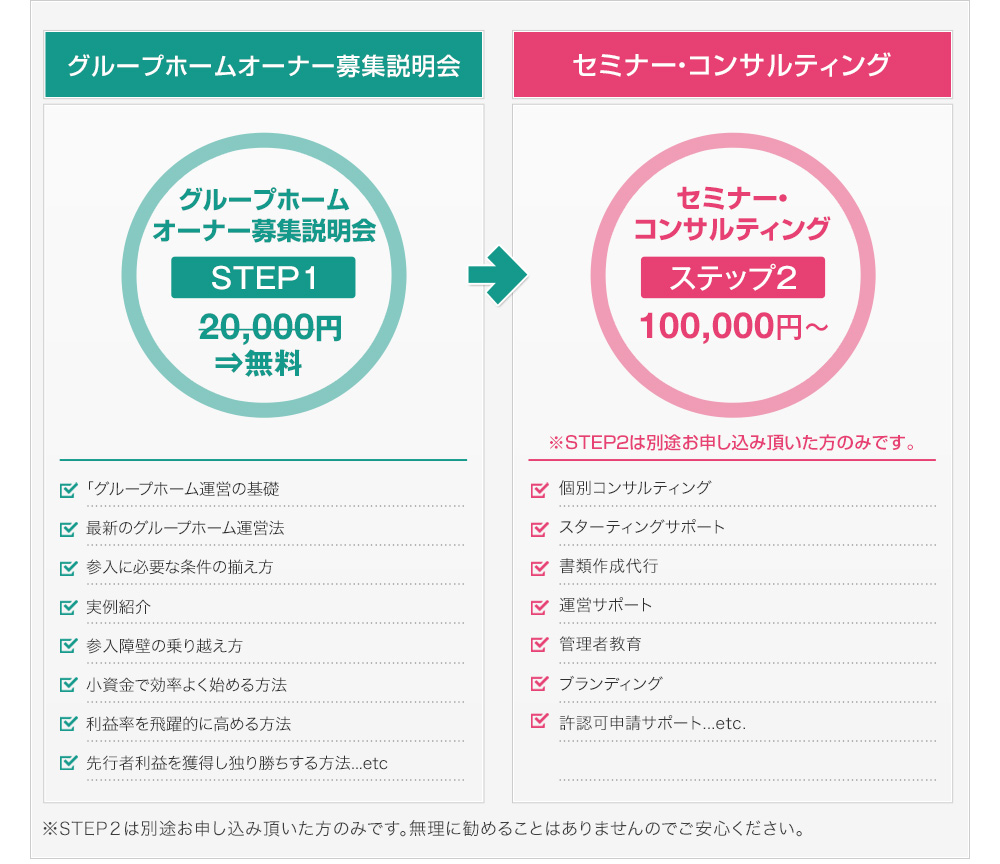 グループホームオーナー募集説明会
グループホーム
オーナー募集説明会
STEP1
20,000円
⇒無料
「グループホーム運営の基礎
最新のグループホーム運営法
参入に必要な条件の揃え方
実例紹介
参入障壁の乗り越え方
小資金で効率よく始める方法
利益率を飛躍的に高める方法
先行者利益を獲得し独り勝ちする方法...etc
セミナー・コンサルティング
セミナー・
コンサルティング
ステップ2
100,000円～
※STEP2は別途お申し込み頂いた方のみです。
個別コンサルティング
スターティングサポート
書類作成代行
運営サポート
管理者教育
ブランディング
許認可申請サポート...etc.
※STEP２は別途お申し込み頂いた方のみです。無理に勧めることはありませんのでご安心ください。